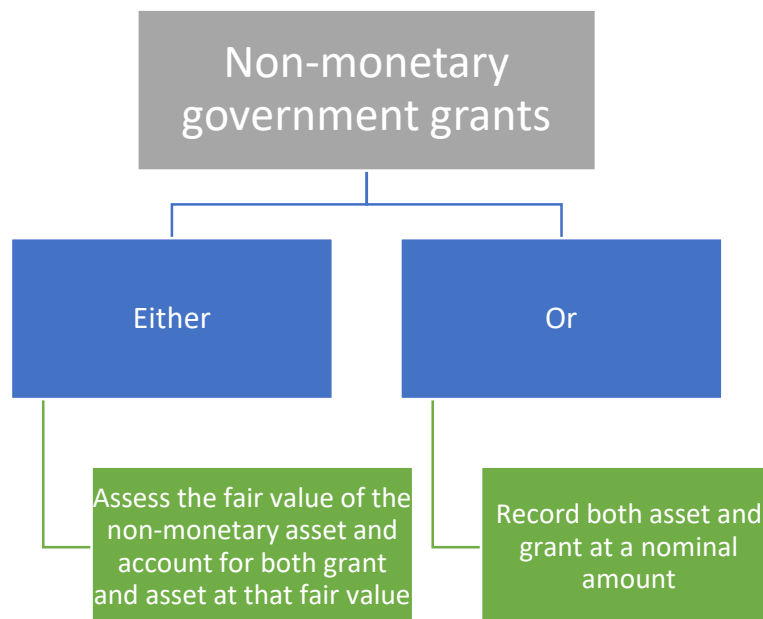 Non-monetary
government grants
Either
Or
Assess the fair value of the
non-monetary asset and
account for both grant
and asset at that fair value
Record both asset and
grant at a nominal
amount